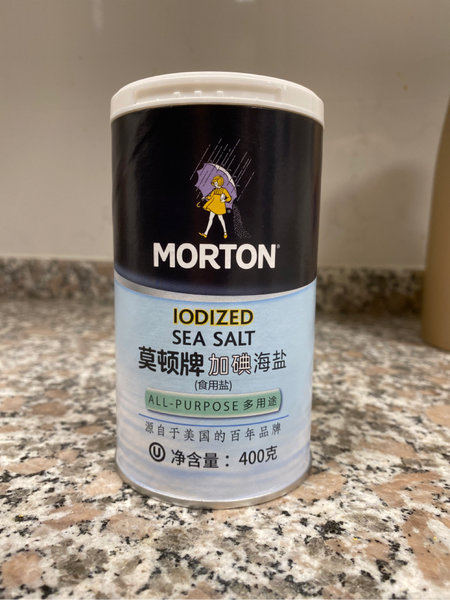 MORTON®
IODIZED
SEA SALT
莫顿牌 加碘海盐
(食用盐)
ALL-PURPOSE 多用途
源自于美国的百年品牌
U 净含量：400克